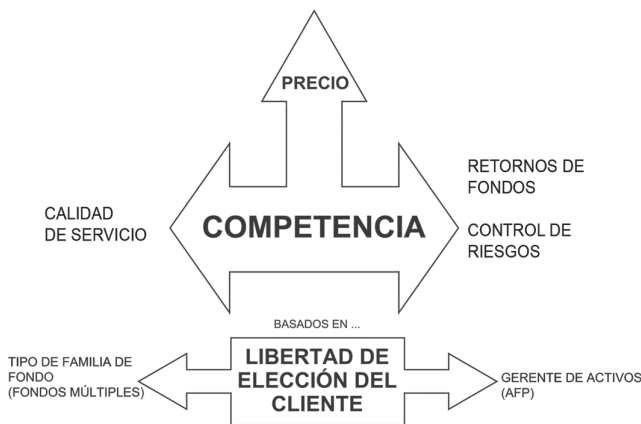 PRECIO
RETORNOS DE
FONDOS
CALIDAD
DE SERVICIO
COMPETENCIA
CONTROL DE
RIESGOS
BASADOS EN ...
TIPO DE FAMILIA DE
FONDO
(FONDOS MÚLTIPLES)
LIBERTAD DE
ELECCIÓN DEL
CLIENTE
GERENTE DE ACTIVOS
(AFP)